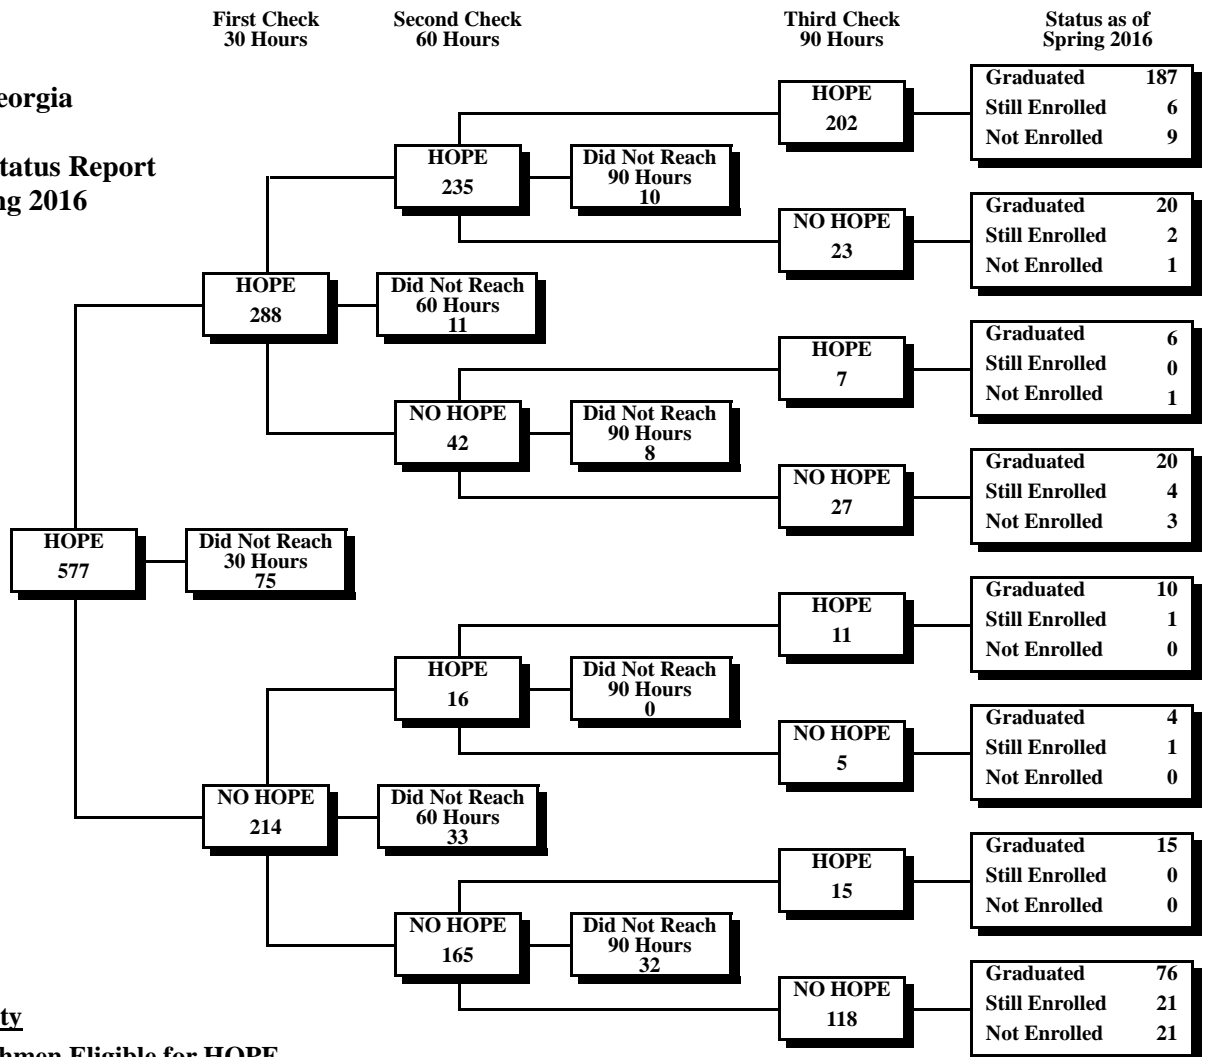 First Check
30 Hours
Second Check
60 Hours
Third Check
90 Hours
Status as of
Spring 2016
eorgia
tatus Report
ng 2016
HOPE
577
Did Not Reach
30 Hours
75
HOPE
288
Did Not Reach
60 Hours
11
NO HOPE
214
Did Not Reach
60 Hours
33
HOPE
235
Did Not Reach
90 Hours
10
NO HOPE
42
Did Not Reach
90 Hours
8
HOPE
16
Did Not Reach
90 Hours
0
NO HOPE
165
Did Not Reach
90 Hours
32
HOPE
202
Graduated 187
Still Enrolled 6
Not Enrolled 9
NO HOPE
23
Graduated 20
Still Enrolled 2
Not Enrolled 1
HOPE
7
Graduated 6
Still Enrolled 0
Not Enrolled 1
NO HOPE
27
Graduated 20
Still Enrolled 4
Not Enrolled 3
HOPE
11
Graduated 10
Still Enrolled 1
Not Enrolled 0
NO HOPE
5
Graduated 4
Still Enrolled 1
Not Enrolled 0
HOPE
15
Graduated 15
Still Enrolled 0
Not Enrolled 0
NO HOPE
118
Graduated 76
Still Enrolled 21
Not Enrolled 21
ty
hmen Eligible for HOPE